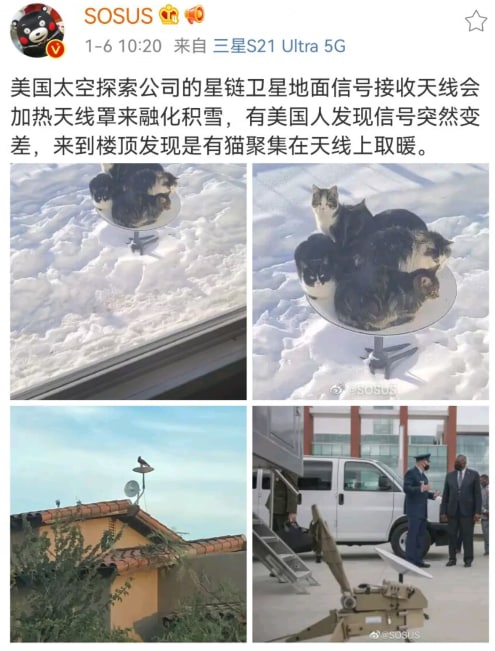 SOSUS
1-6 10:20 来自 三星S21 Ultra 5G
美国太空探索公司的星链卫星地面信号接收天线会
加热天线罩来融化积雪，有美国人发现信号突然变
差，来到楼顶发现是有猫聚集在天线上取暖。
@SOSUS
@SOSUS